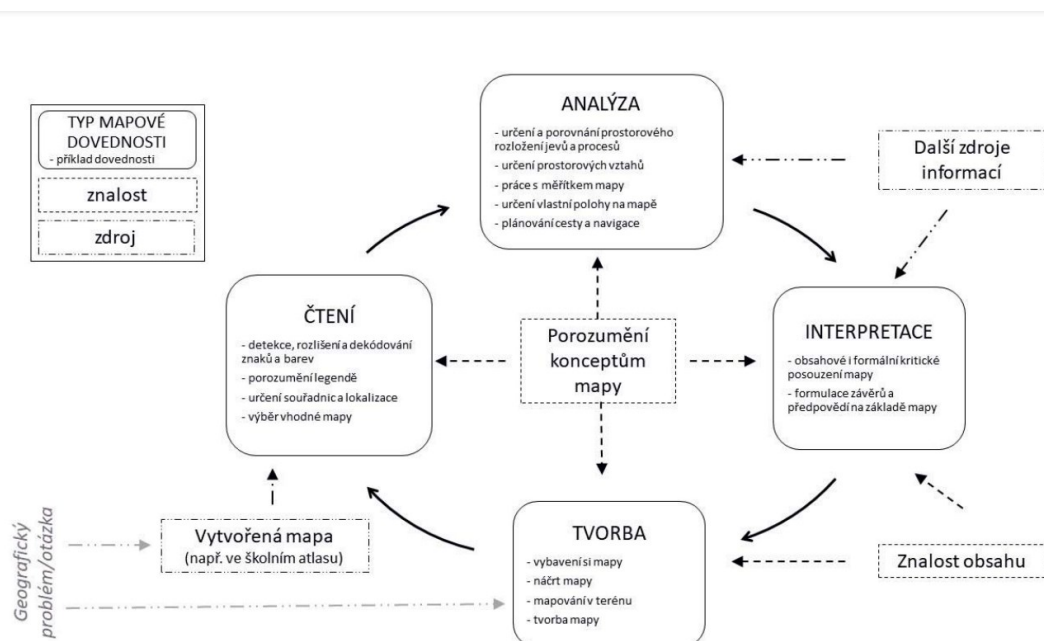 TYP MAPOVÉ
DOVEDNOSTI
- příklad dovednosti
znalost
zdroj
ANALÝZA
- určení a porovnání prostorového
rozložení jevů a procesů
- určení prostorových vztahů
- práce s měřítkem mapy
- určení vlastní polohy na mapě
- plánování cesty a navigace
Další zdroje
informací
ČTENÍ
- detekce, rozlišení a dekódování
znaků a barev
- porozumění legendě
- určení souřadnic a lokalizace
- výběr vhodné mapy
Porozumění
konceptům
mapy
INTERPRETACE
- obsahové i formální kritické
posouzení mapy
- formulace závěrů a
předpovědí na základě mapy
Geografický
problém/otázka
Vytvořená mapa
(např. ve školním atlasu)
TVORBA
- vybavení si mapy
- náčrt mapy
- mapování v terénu
- tvorba mapy
Znalost obsahu